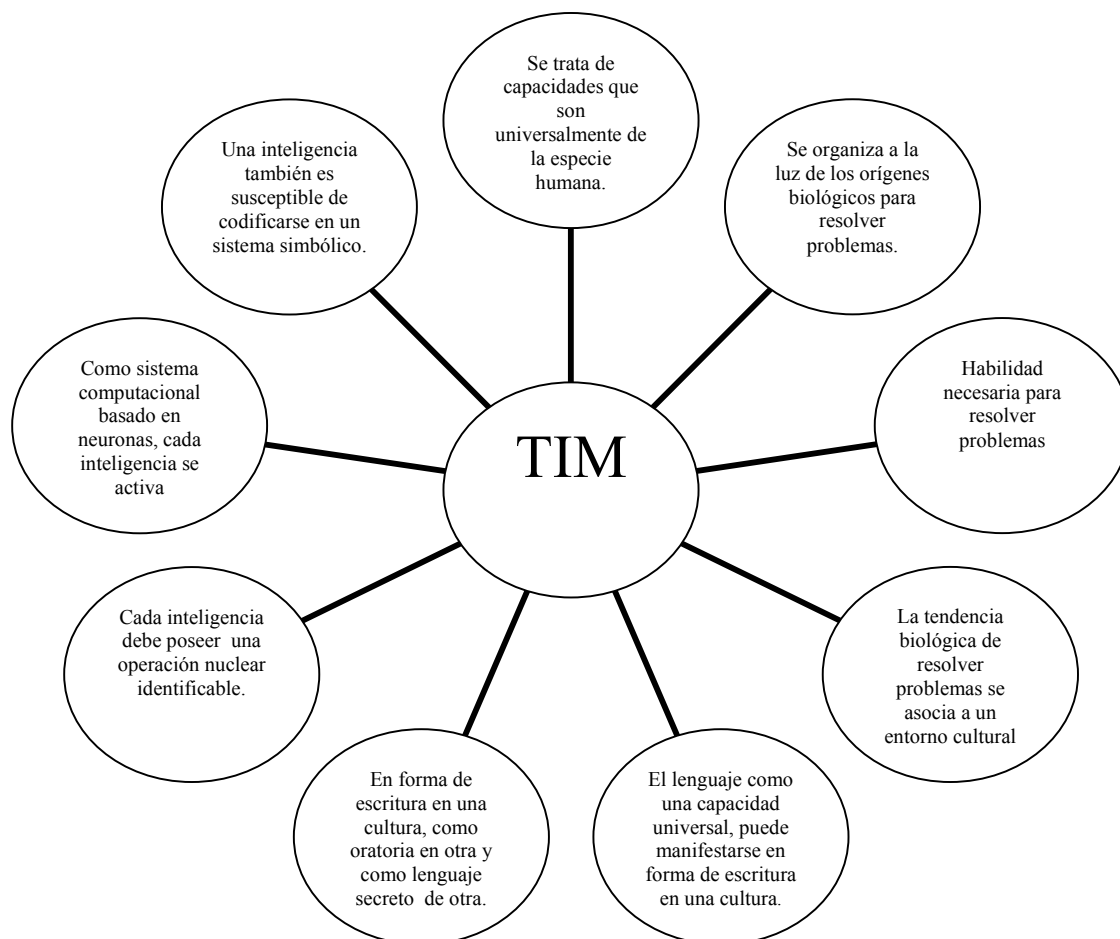 Se trata de
capacidades que
son
universalmente de
la especie
humana.
Se organiza a la
luz de los orígenes
biológicos para
resolver
problemas.
Habilidad
necesaria para
resolver
problemas
La tendencia
biológica de
resolver
problemas se
asocia a un
entorno cultural
El lenguaje como
una capacidad
universal, puede
manifestarse en
forma de escritura
en una cultura.
En forma de
escritura en una
cultura, como
oratoria en otra y
como lenguaje
secreto de otra.
Cada inteligencia
debe poseer una
operación nuclear
identificable.
Como sistema
computacional
basado en
neuronas, cada
inteligencia se
activa
Una inteligencia
también es
susceptible de
codificarse en un
sistema simbólico.
TIM